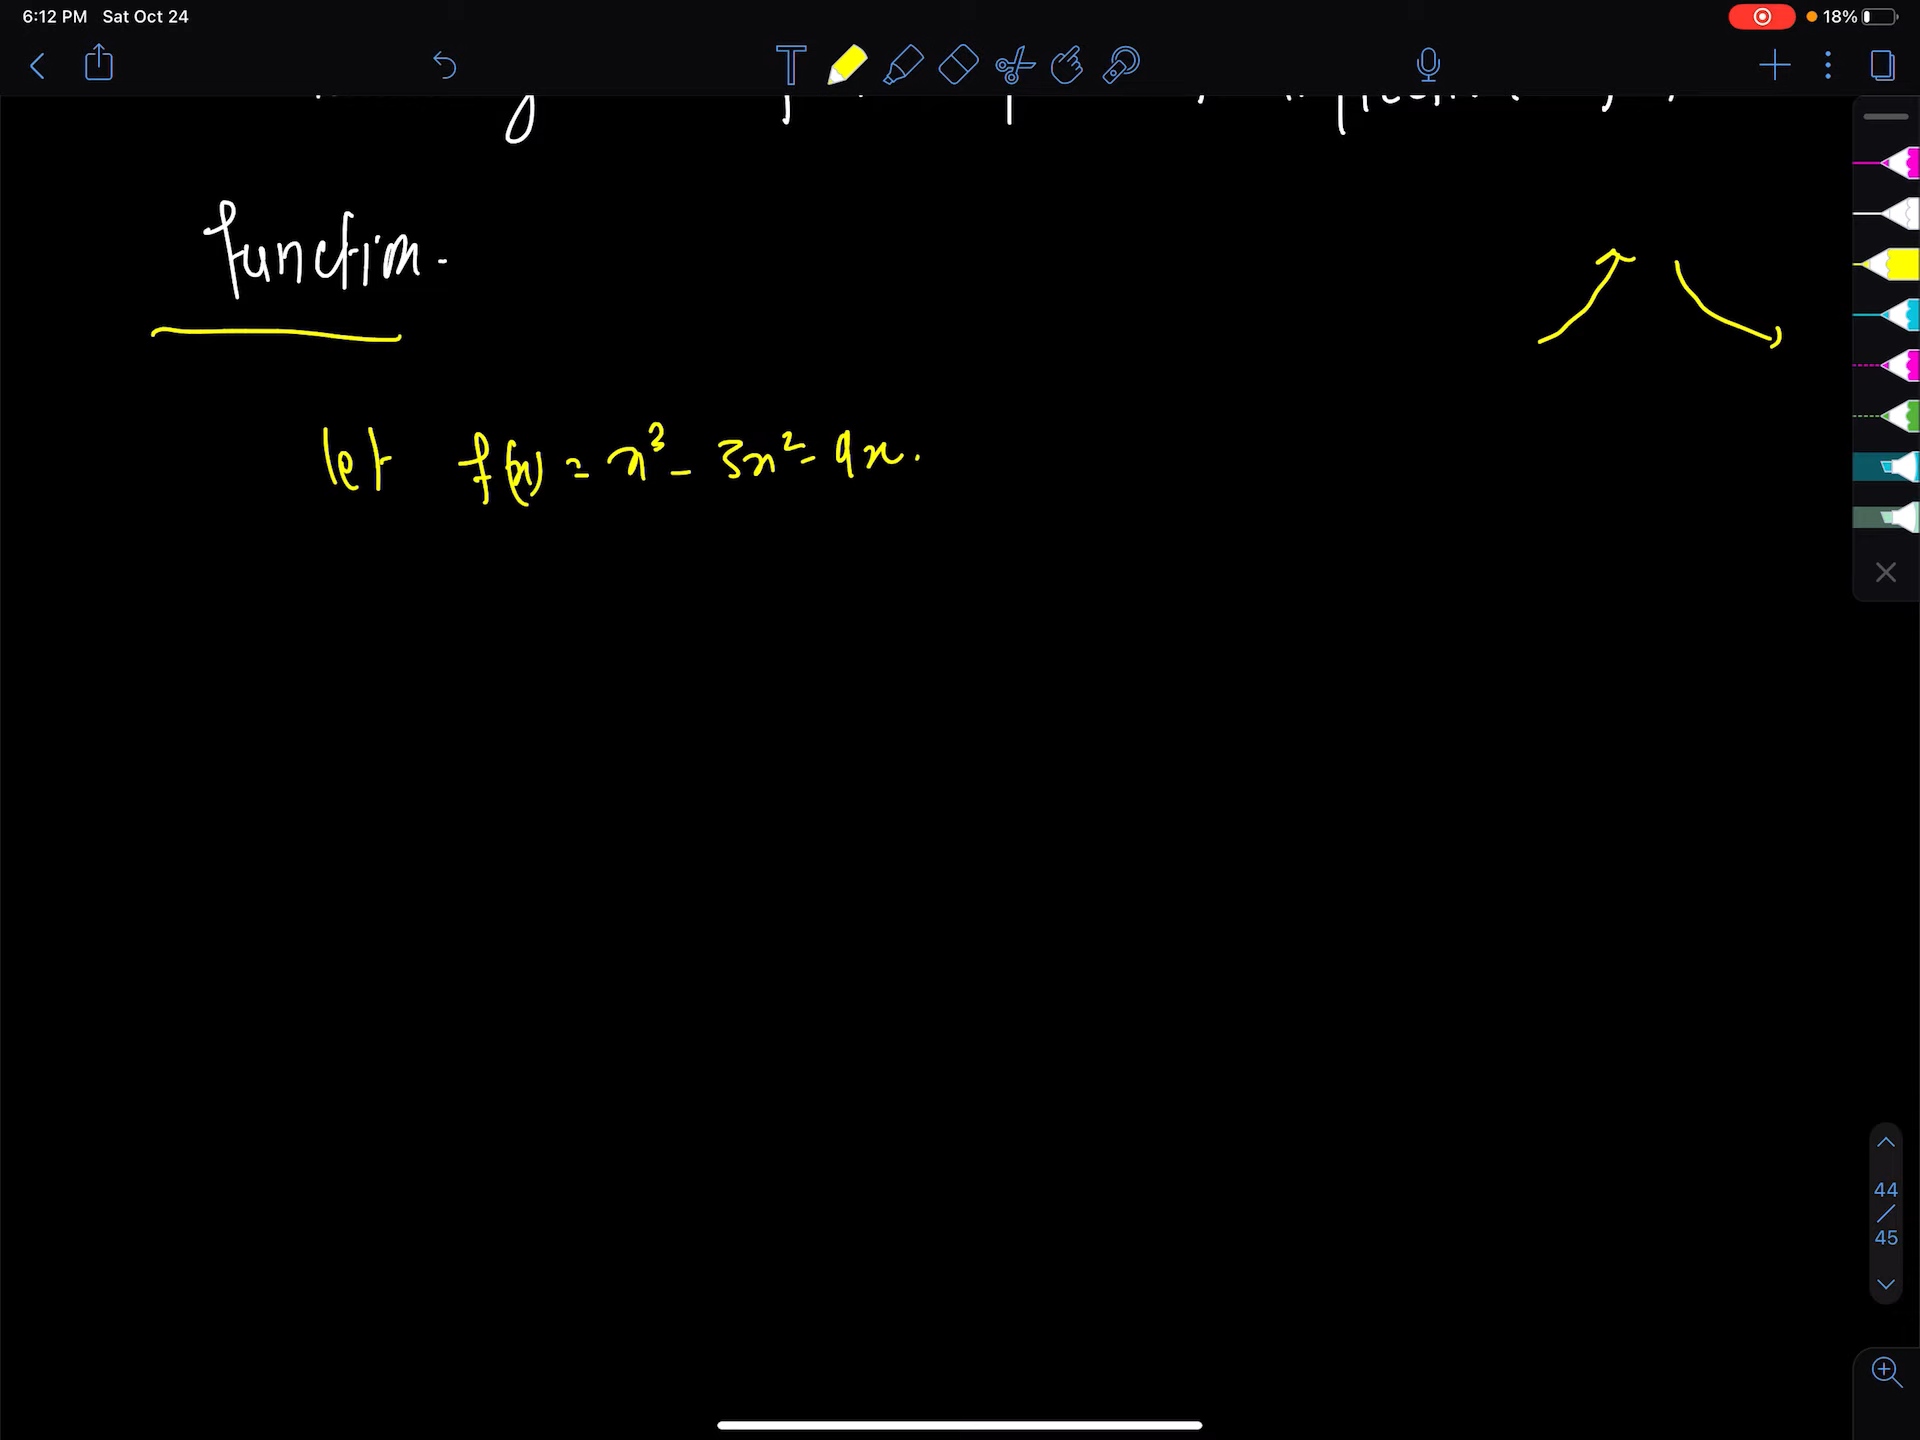 6:12 PM Sat Oct 24
18%
T
function.
let f(x) = x³ - 3x² - 9x.
44
/
45